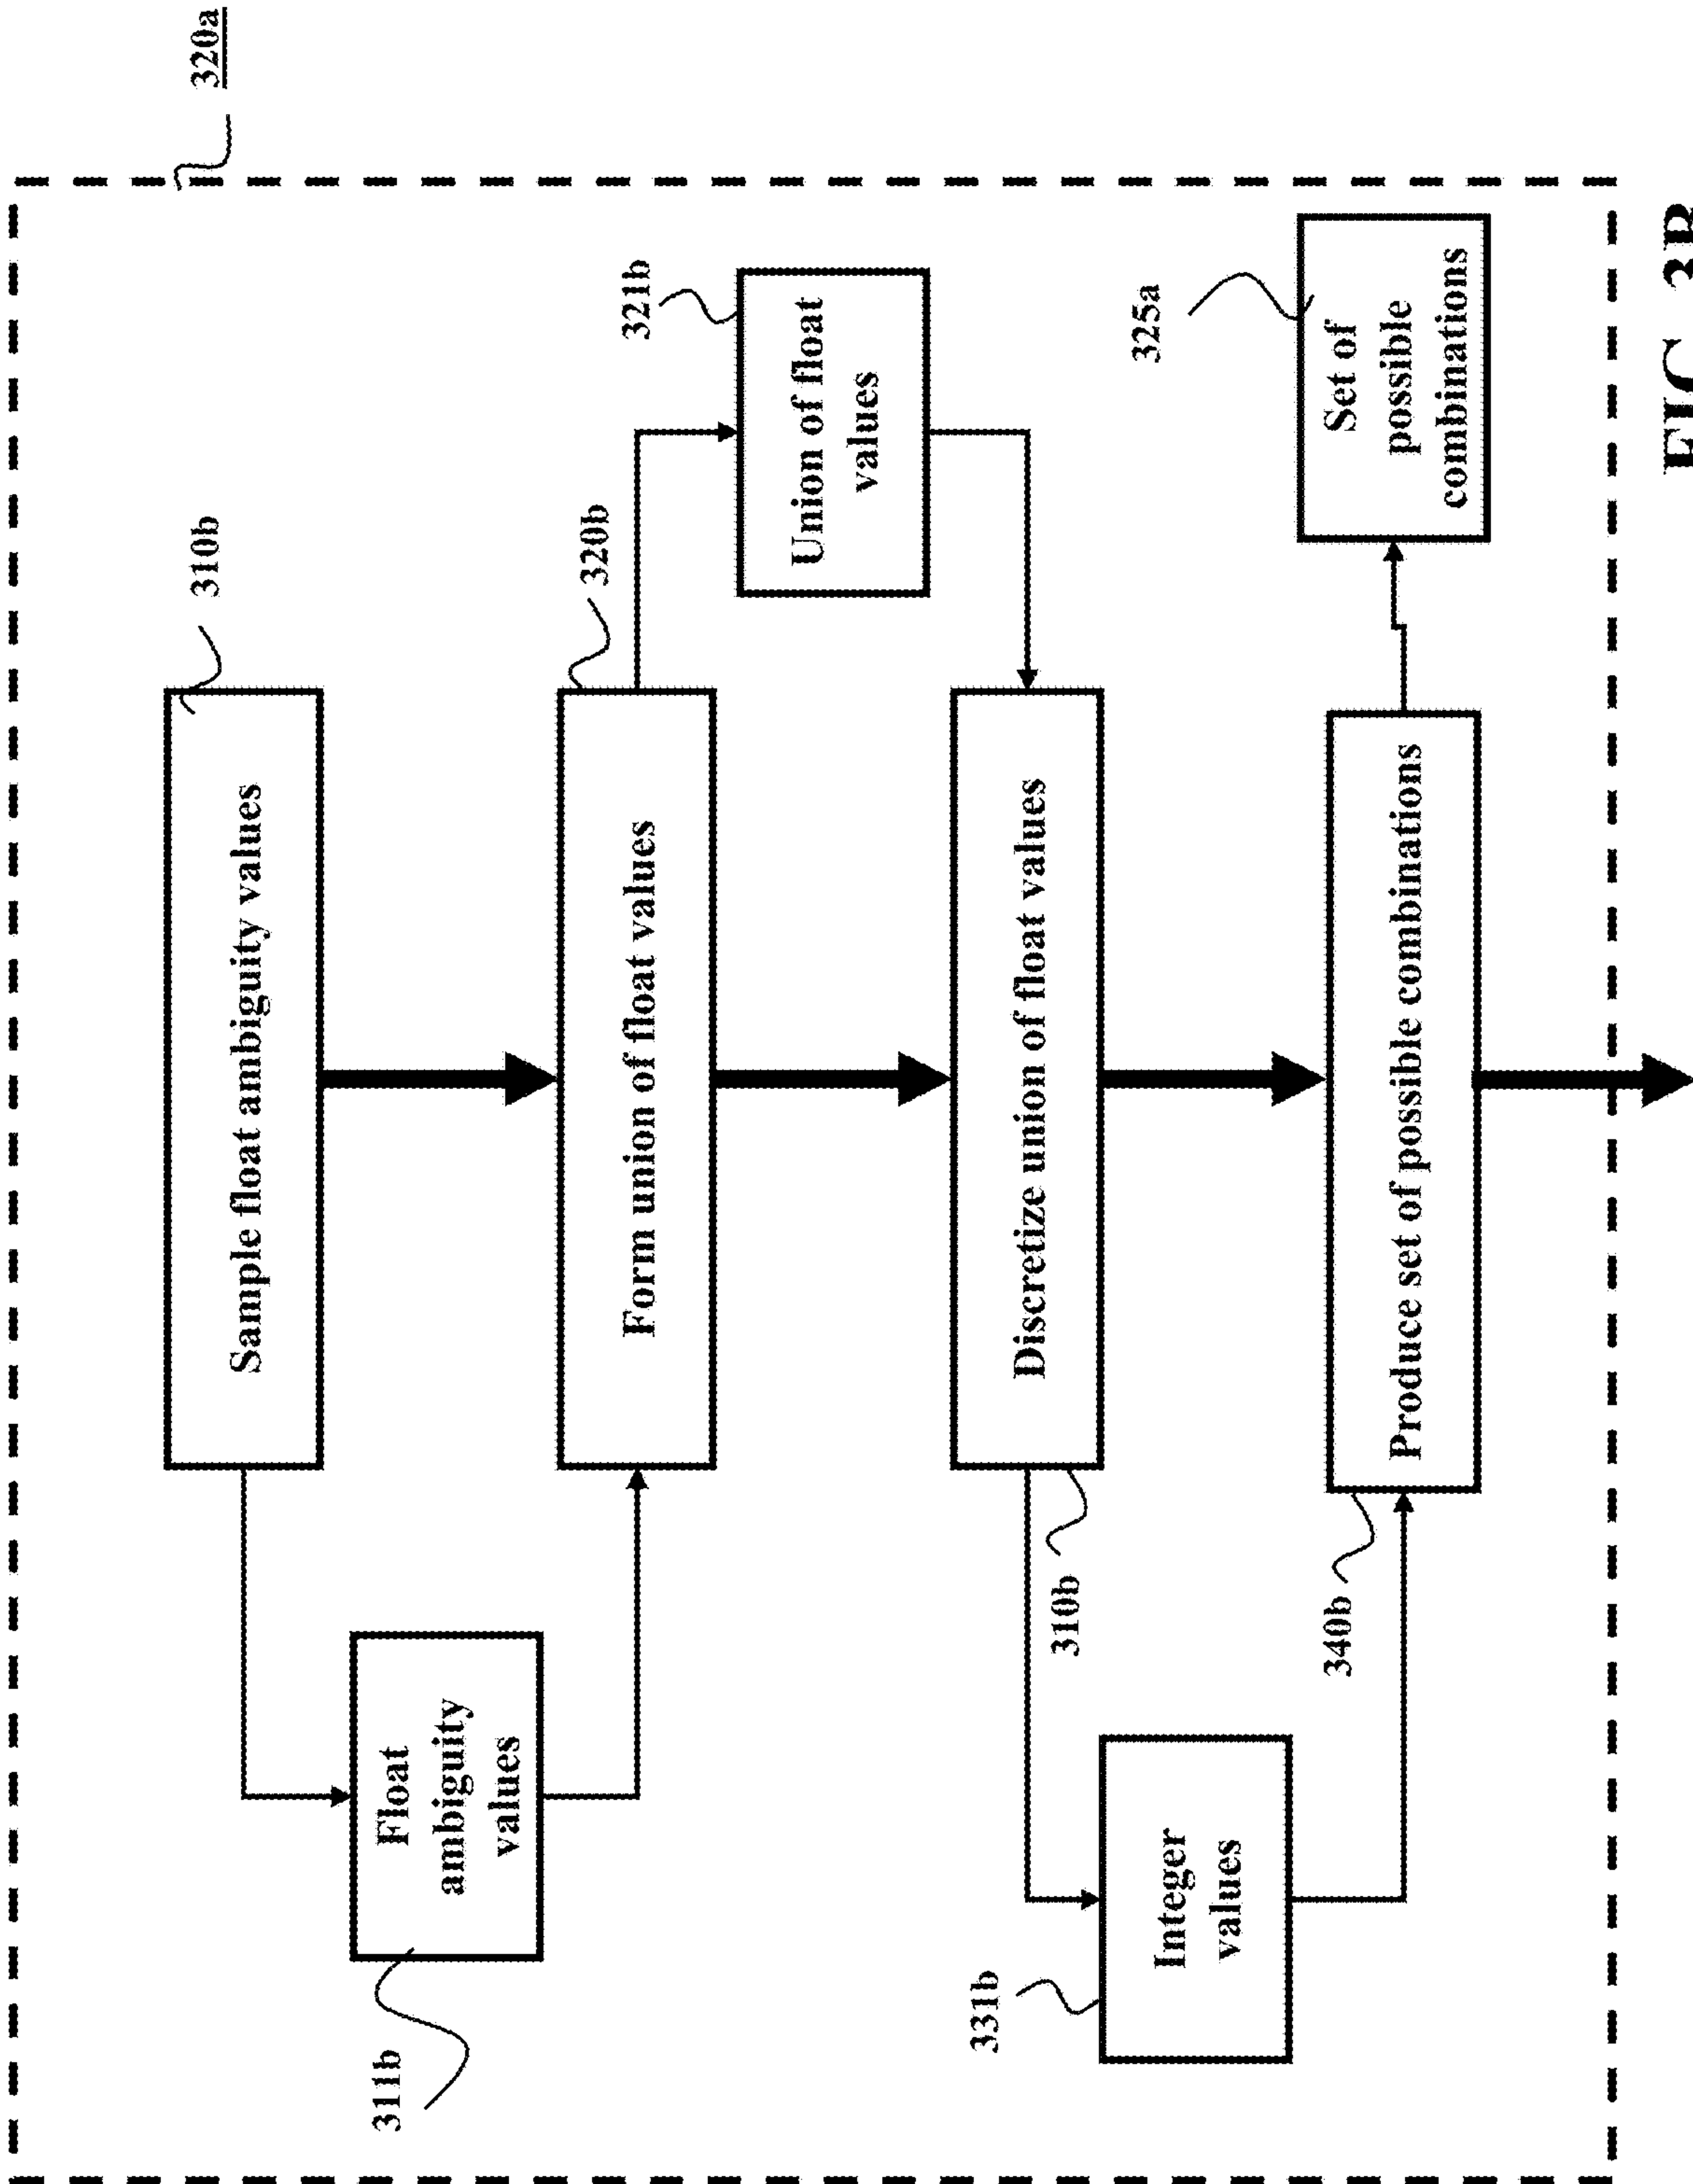 320a
310b
Sample float ambiguity values
Float
ambiguity
values
311b
320b
Form union of float values
321b
Union of float
values
Discretize union of float values
310b
331b
Integer
values
340b
Produce set of possible combinations
325a
Set of
possible
combinations
FIG. 3B